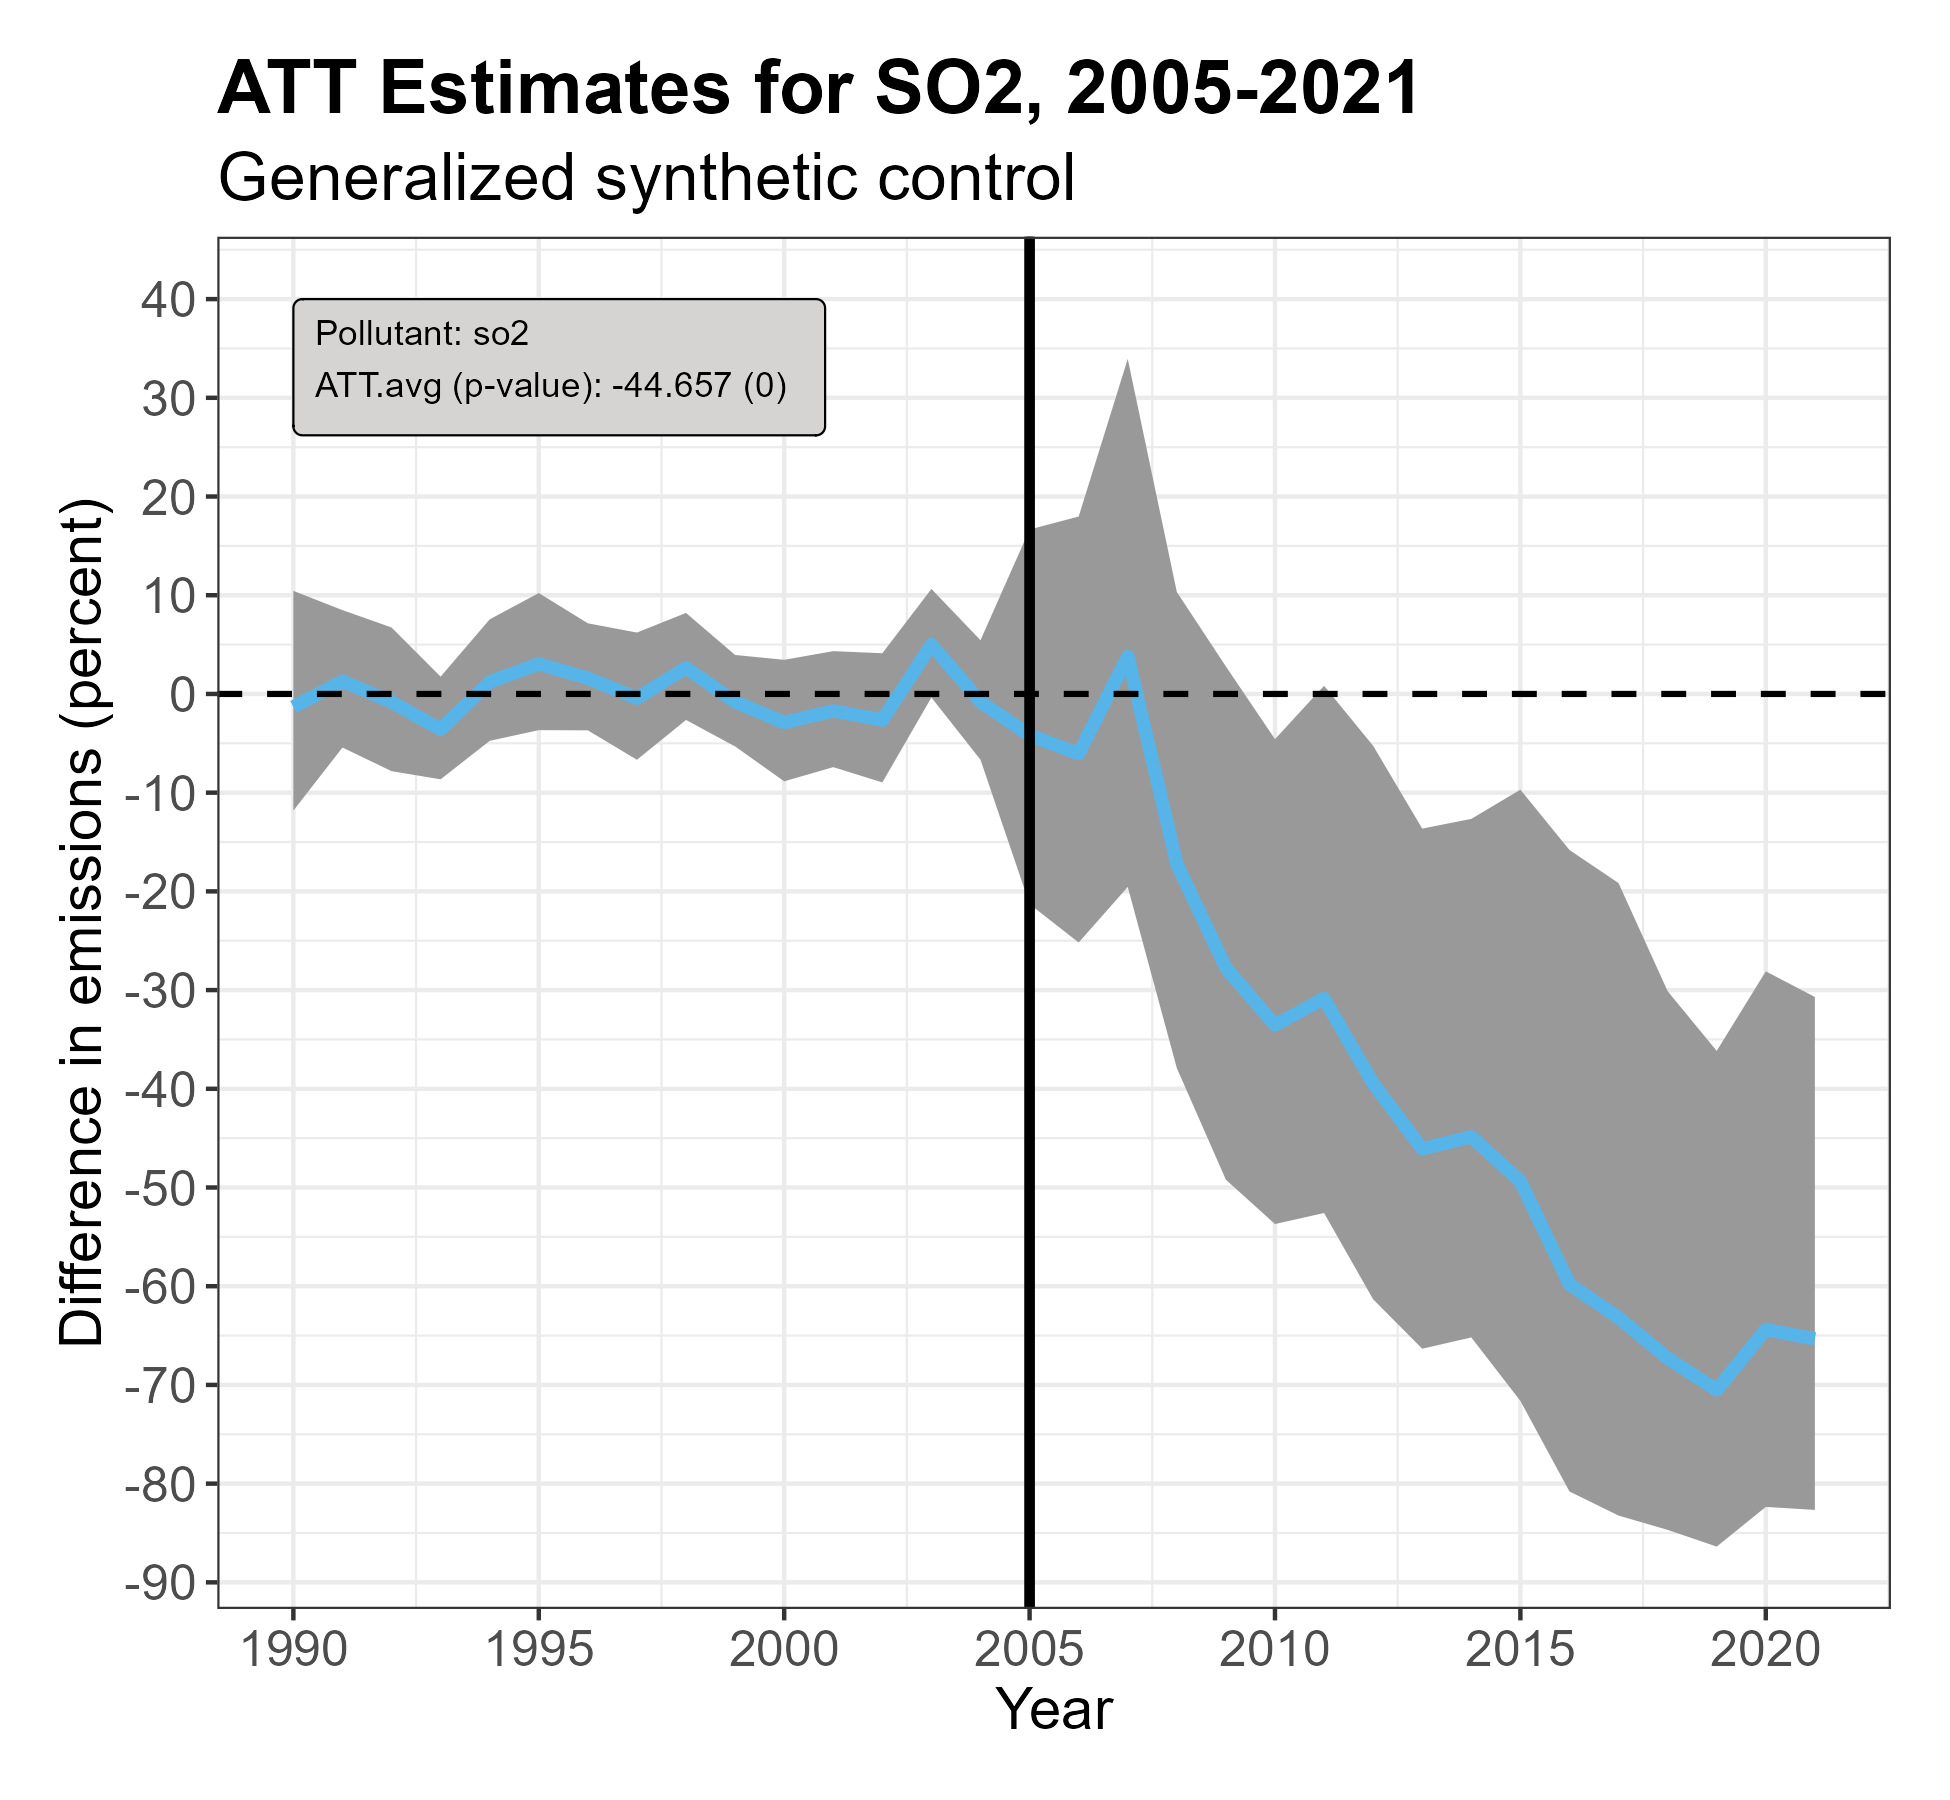 ATT Estimates for SO2, 2005-2021
Generalized synthetic control
Pollutant: so2
ATT.avg (p-value): -44.657 (0)
Difference in emissions (percent)
40
30
20
10
0
-10
-20
-30
-40
-50
-60
-70
-80
-90
1990 1995 2000 2005 2010 2015 2020
Year